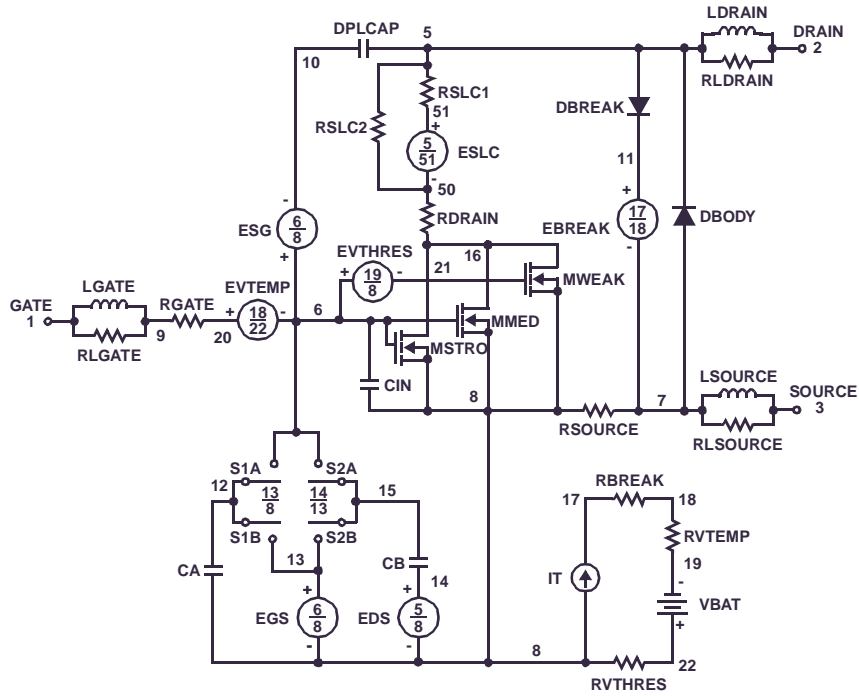 LDRAIN
DPLCAP 5 DRAIN
10 2
RLDRAIN
RSLC1
51
DBREAK
RSLC2
+
5
51
ESLC
-
11
50
-
+
6
8
ESG
RDRAIN
17
18
EBREAK
DBODY
+
EVTHRES
16
-
+ 19 - 21
8
MWEAK
LGATE
EVTEMP
GATE
RGATE
+ 18 - 6
22
MMED
1
9
20
MSTRO
RLGATE
CIN
LSOURCE
8
7
SOURCE
3
RSOURCE
RLSOURCE
S1A S2A
12
13
8
14
13
15
RBREAK
17
18
S1B S2B
RVTEMP
13
CB
19
CA
IT
-
14
+
+
VBAT
EGS
6
8
EDS
5
8
+
-
-
8
22
RVTHRES